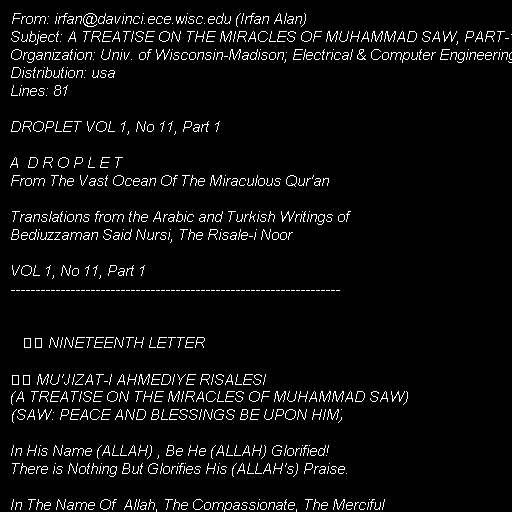 From: irfan@davinci.ece.wisc.edu (Irfan Alan)
Subject: A TREATISE ON THE MIRACLES OF MUHAMMAD SAW, PART-
Organization: Univ. of Wisconsin-Madison; Electrical & Computer Engineering
Distribution: usa
Lines: 81

DROPLET VOL 1, No 11, Part 1

A D R O P L E T
From The Vast Ocean Of The Miraculous Qur'an

Translations from the Arabic and Turkish Writings of
Bediuzzaman Said Nursi, The Risale-i Noor

VOL 1, No 11, Part 1
------------------------------------------------------------------

NINETEENTH LETTER

MU'JIZAT-I AHMEDIYE RISALESI
(A TREATISE ON THE MIRACLES OF MUHAMMAD SAW)
(SAW: PEACE AND BLESSINGS BE UPON HIM)

In His Name (ALLAH) , Be He (ALLAH) Glorified!
There is Nothing But Glorifies His (ALLAH's) Praise.

In The Name Of Allah, The Compassionate, The Merciful